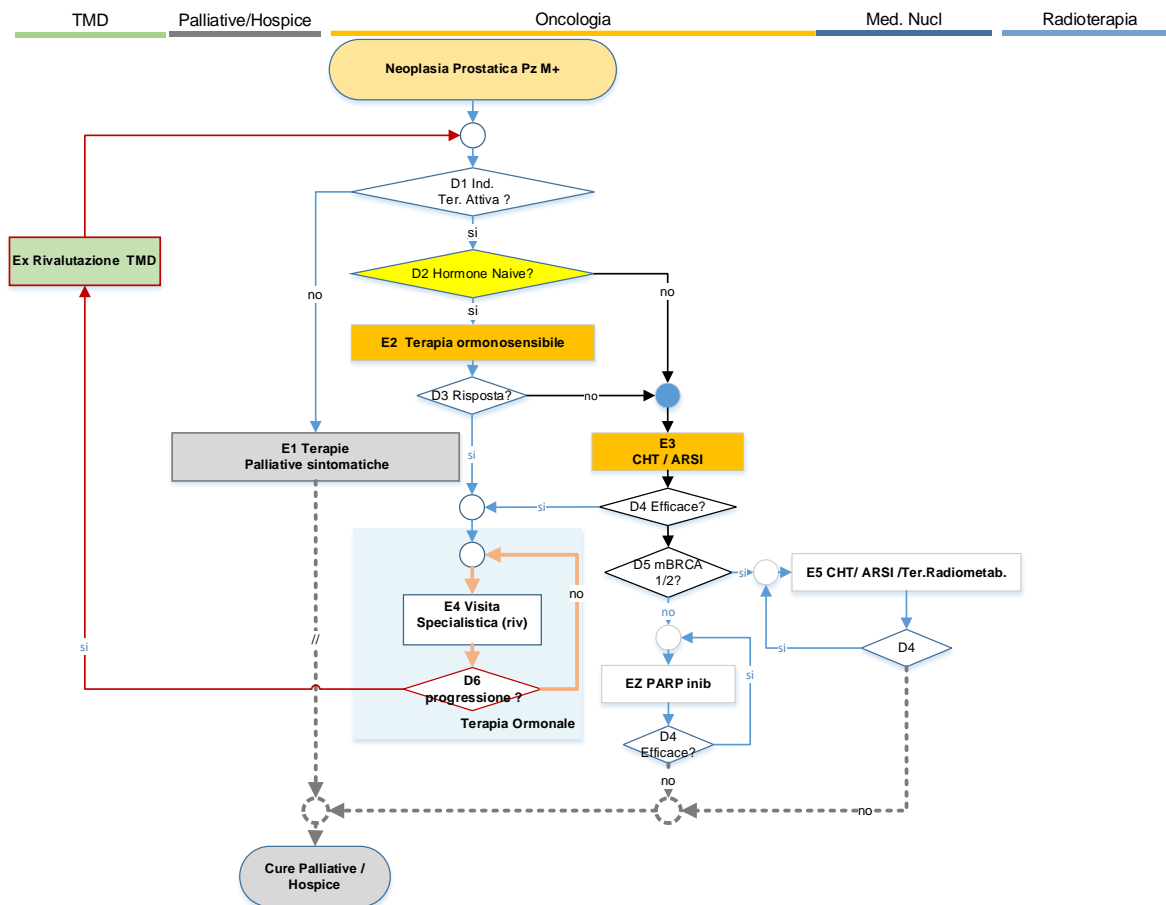 TMD
Palliative/Hospice
Oncologia
Med. Nucl
Radioterapia
Neoplasia Prostatica Pz M+
D1 Ind.
Ter. Attiva ?
si
Ex Rivalutazione TMD
D2 Hormone Naive?
no
no
si
E2 Terapia ormonosensibile
D3 Risposta?
no
E1 Terapie
Palliative sintomatiche
si
E3
CHT / ARSI
D4 Efficace?
si
D5 mBRCA
1/2?
si
E5 CHT/ ARSI /Ter.Radiometab.
no
E4 Visita
Specialistica (riv)
no
//
si
si
D4
D6
progressione ?
EZ PARP inib
si
Terapia Ormonale
D4
Efficace?
no
no
Cure Palliative /
Hospice